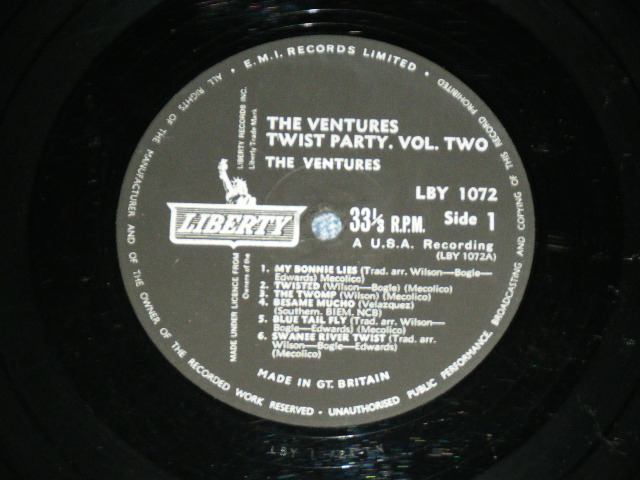 E.M.I. RECORDS LIMITED • UNAUTHORISED PUBLIC PERFORMANCE, BROADCASTING AND COPYING OF THIS RECORD PROHIBITED • ALL RIGHTS OF THE MANUFACTURER AND OF THE OWNER OF THE RECORDED WORK RESERVED •
THE VENTURES
TWIST PARTY. VOL. TWO
THE VENTURES
LIBERTY RECORDS INC.
Liberty Trade Mark
LBY 1072
LIBERTY
33⅓ R.P.M.
Side 1
A U.S.A. Recording
(LBY 1072A)
MADE UNDER LICENCE FROM
Owners of the
1. MY BONNIE LIES (Trad. arr. Wilson—Bogle—
Edwards) Mecolico)
2. TWISTED (Wilson—Bogle) (Mecolico)
3. THE TWOMP (Wilson) (Mecolico)
4. BESAME MUCHO (Velazquez)
(Southern. BIEM. NCB)
5. BLUE TAIL FLY (Trad. arr. Wilson—
Bogle—Edwards) (Mecolico)
6. SWANEE RIVER TWIST (Trad. arr.
Wilson—Bogle—Edwards)
(Mecolico)
MADE IN GT. BRITAIN